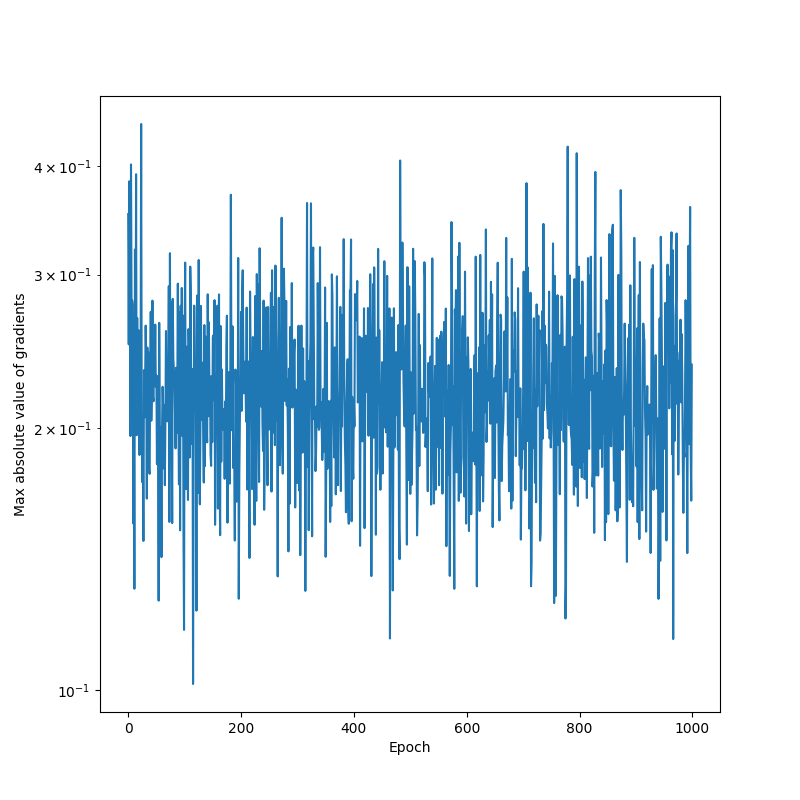 Max absolute value of gradients
4 × 10⁻¹
3 × 10⁻¹
2 × 10⁻¹
10⁻¹
0 200 400 600 800 1000
Epoch